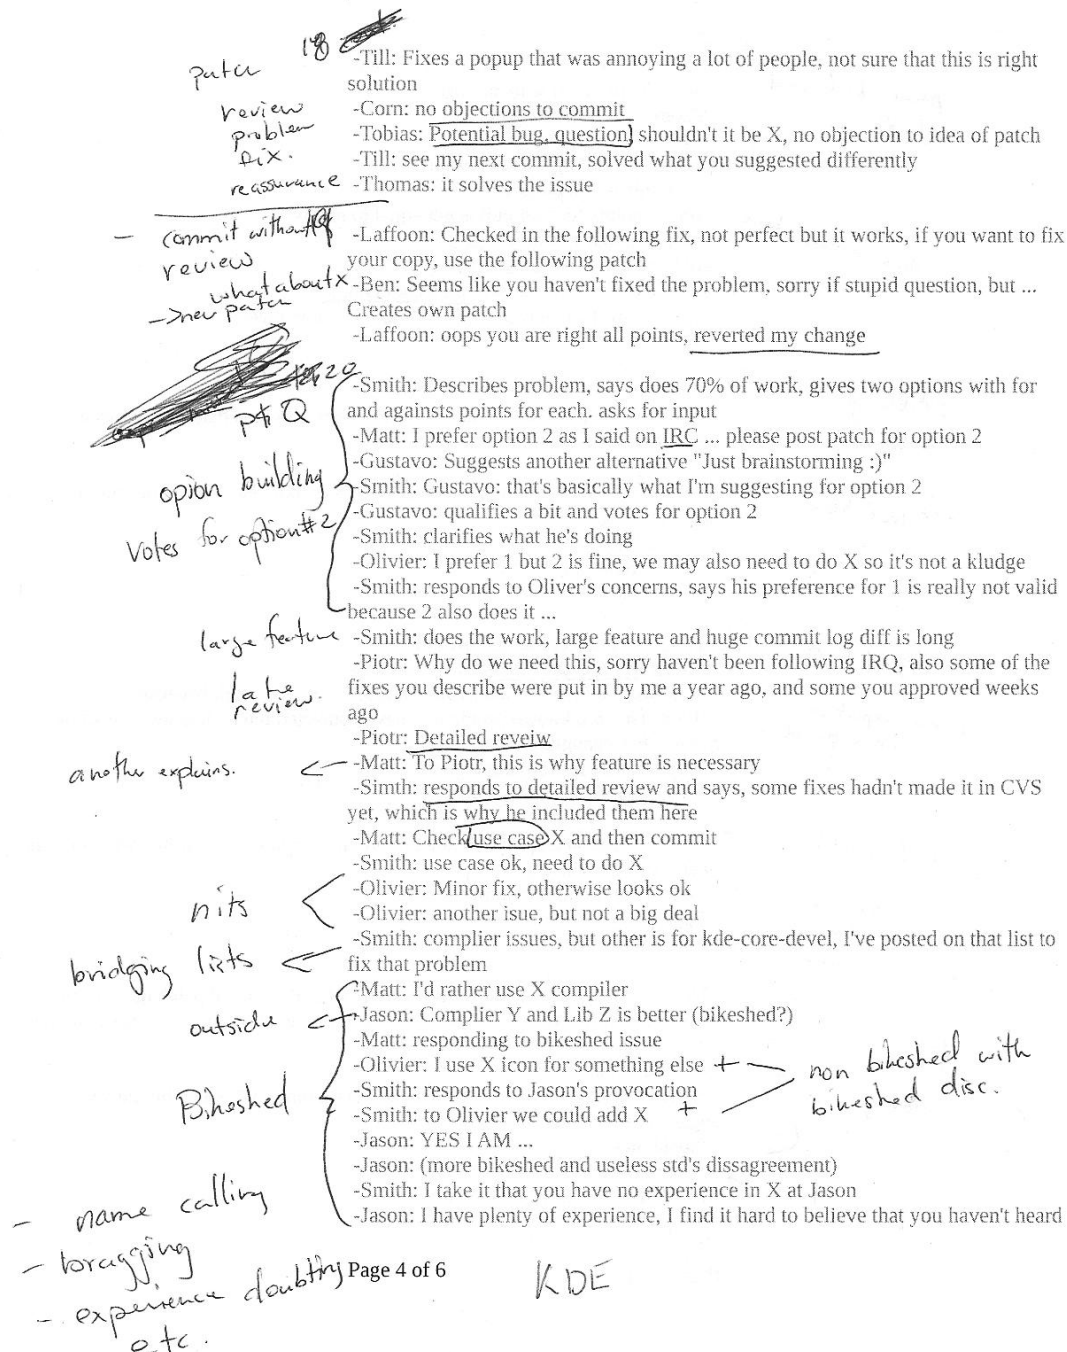 18
patch
-Till: Fixes a popup that was annoying a lot of people, not sure that this is right
solution
review
-Corn: no objections to commit
problem
-Tobias: Potential bug, question, shouldn't it be X, no objection to idea of patch
fix.
-Till: see my next commit, solved what you suggested differently
reassurance
-Thomas: it solves the issue
- commit without
review
-Laffoon: Checked in the following fix, not perfect but it works, if you want to fix
your copy, use the following patch
what about x
->new patch
-Ben: Seems like you haven't fixed the problem, sorry if stupid question, but ...
Creates own patch
-Laffoon: oops you are right all points, reverted my change
20
-Smith: Describes problem, says does 70% of work, gives two options with for
and againsts points for each. asks for input
Q
-Matt: I prefer option 2 as I said on IRC ... please post patch for option 2
-Gustavo: Suggests another alternative "Just brainstorming :)"
opion building
-Smith: Gustavo: that's basically what I'm suggesting for option 2
-Gustavo: qualifies a bit and votes for option 2
Votes for option #2
-Smith: clarifies what he's doing
-Olivier: I prefer 1 but 2 is fine, we may also need to do X so it's not a kludge
-Smith: responds to Oliver's concerns, says his preference for 1 is really not valid
because 2 also does it ...
large feature
-Smith: does the work, large feature and huge commit log diff is long
-Piotr: Why do we need this, sorry haven't been following IRQ, also some of the
late
review.
fixes you describe were put in by me a year ago, and some you approved weeks
ago
-Piotr: Detailed reveiw
another explains.
-Matt: To Piotr, this is why feature is necessary
-Simth: responds to detailed review and says, some fixes hadn't made it in CVS
yet, which is why he included them here
-Matt: Check use case X and then commit
-Smith: use case ok, need to do X
nits
-Olivier: Minor fix, otherwise looks ok
-Olivier: another isue, but not a big deal
bridging lists
-Smith: complier issues, but other is for kde-core-devel, I've posted on that list to
fix that problem
-Matt: I'd rather use X compiler
outside
-Jason: Complier Y and Lib Z is better (bikeshed?)
-Matt: responding to bikeshed issue
-Olivier: I use X icon for something else +
non bikeshed with
bikeshed disc.
Bikeshed
-Smith: responds to Jason's provocation
-Smith: to Olivier we could add X +
-Jason: YES I AM ...
-Jason: (more bikeshed and useless std's dissagreement)
-Smith: I take it that you have no experience in X at Jason
-Jason: I have plenty of experience, I find it hard to believe that you haven't heard
- name calling
- bragging
- experience doubting
etc.
Page 4 of 6
KDE